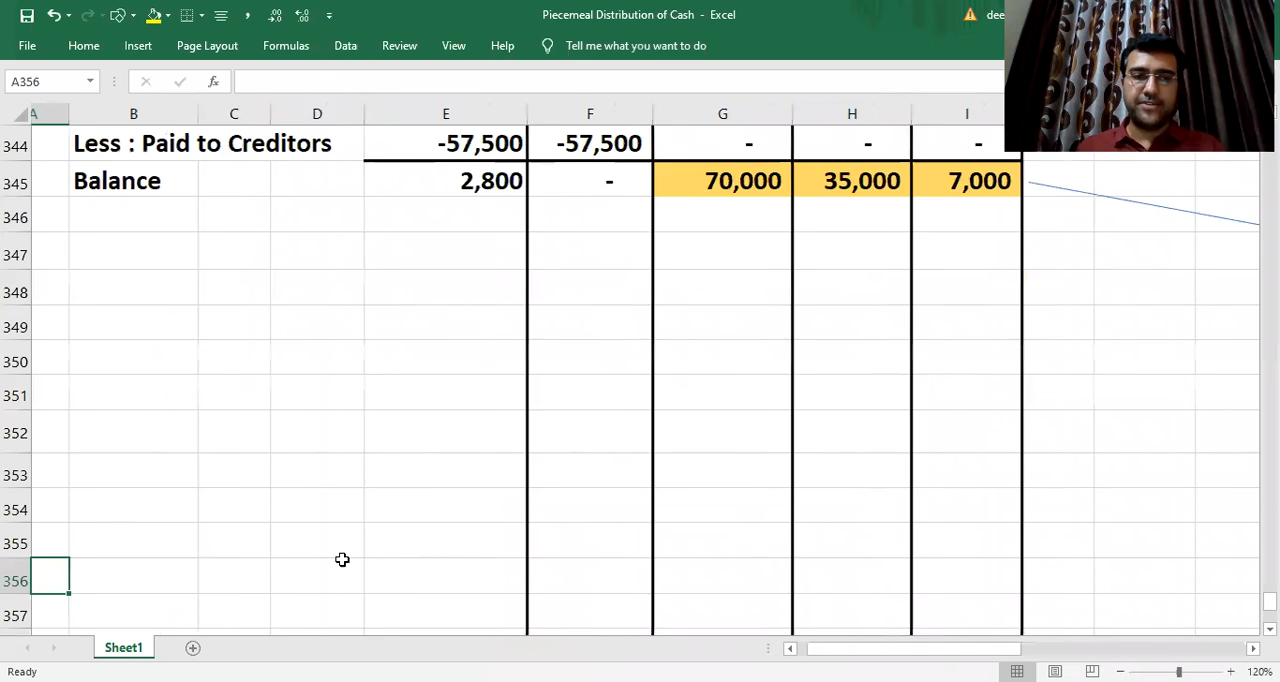 Piecemeal Distribution of Cash - Excel
dee
File Home Insert Page Layout Formulas Data Review View Help Tell me what you want to do
A356 fx
A B C D E F G H I
344 Less : Paid to Creditors -57,500 -57,500 - - -
345 Balance 2,800 - 70,000 35,000 7,000
346
347
348
349
350
351
352
353
354
355
356
357
Sheet1
Ready 120%